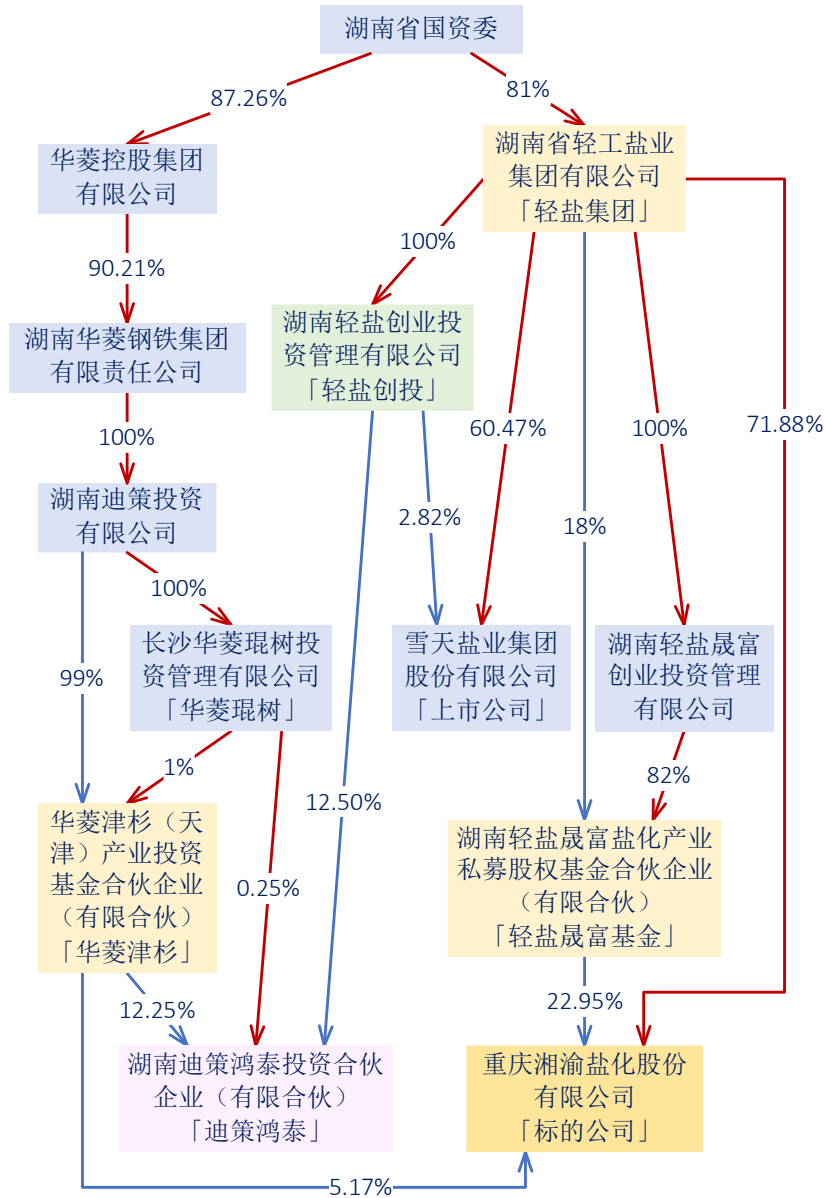 湖南省国资委
87.26%
81%
华菱控股集团
有限公司
湖南省轻工盐业
集团有限公司
「轻盐集团」
100%
90.21%
湖南轻盐创业投
资管理有限公司
「轻盐创投」
湖南华菱钢铁集团
有限责任公司
100%
60.47%
100%
71.88%
湖南迪策投资
有限公司
2.82%
18%
100%
长沙华菱琨树投
资管理有限公司
「华菱琨树」
雪天盐业集团
股份有限公司
「上市公司」
湖南轻盐晟富
创业投资管理
有限公司
99%
1%
82%
12.50%
华菱津杉（天
津）产业投资
基金合伙企业
（有限合伙）
「华菱津杉」
湖南轻盐晟富盐化产业
私募股权基金合伙企业
（有限合伙）
「轻盐晟富基金」
0.25%
12.25%
22.95%
湖南迪策鸿泰投资合伙
企业（有限合伙）
「迪策鸿泰」
重庆湘渝盐化股份
有限公司
「标的公司」
5.17%